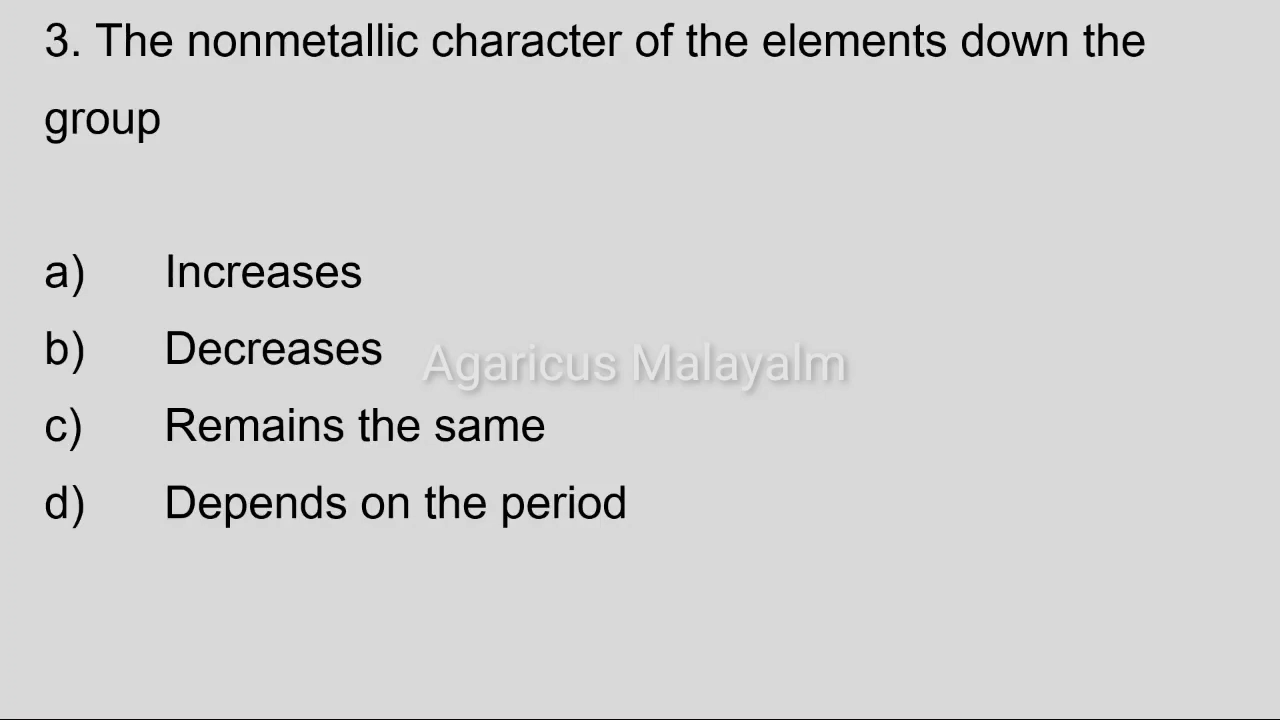 3. The nonmetallic character of the elements down the
group
a) Increases
b) Decreases
Agaricus Malayalm
c) Remains the same
d) Depends on the period